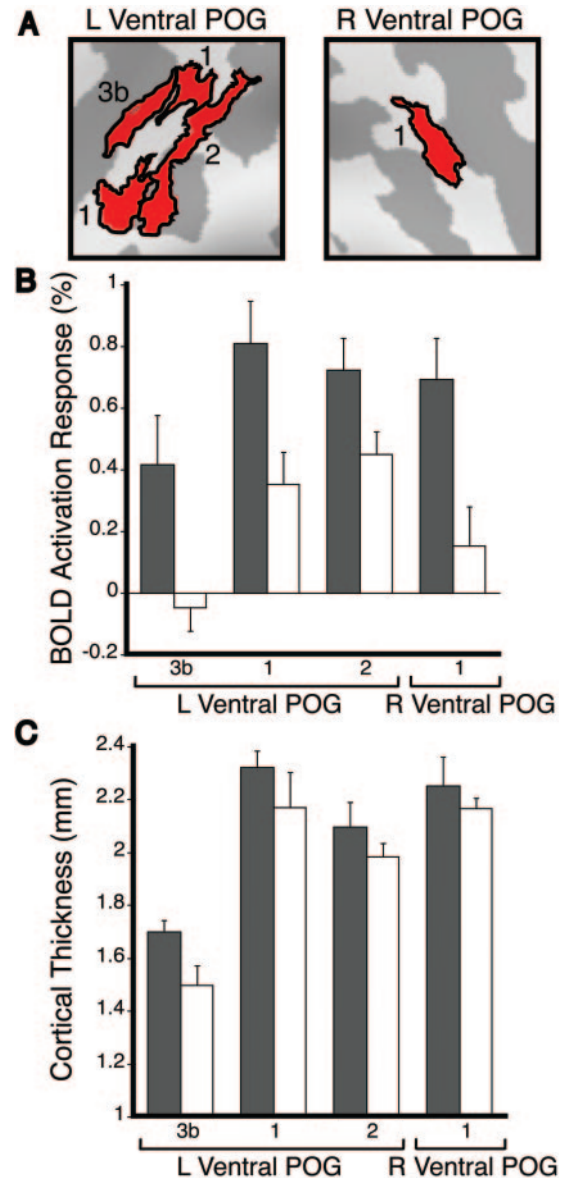 A
L Ventral POG
R Ventral POG
3b
1
2
1
1
B
BOLD Activation Response (%)
1
0.8
0.6
0.4
0.2
0
-0.2
3b 1 2 1
L Ventral POG R Ventral POG
C
Cortical Thickness (mm)
2.4
2.2
2
1.8
1.6
1.4
1.2
1
3b 1 2 1
L Ventral POG R Ventral POG